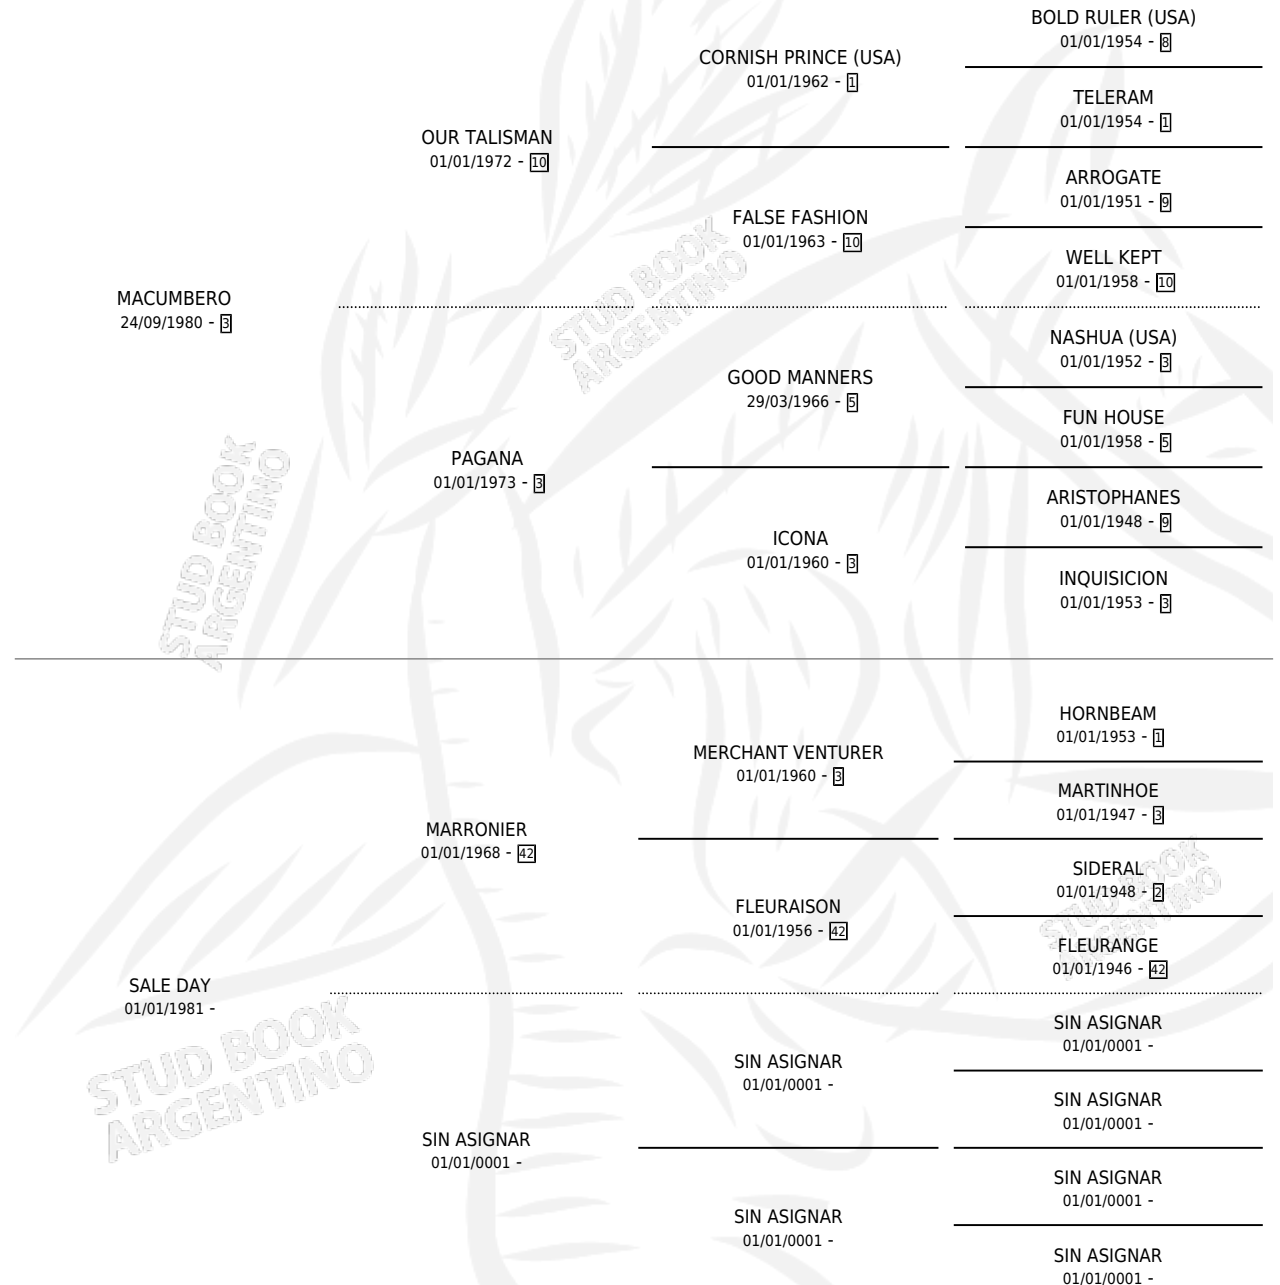 BOLD RULER (USA)
01/01/1954 - 8
CORNISH PRINCE (USA)
01/01/1962 - 1
TELERAM
01/01/1954 - 1
OUR TALISMAN
01/01/1972 - 10
ARROGATE
01/01/1951 - 9
FALSE FASHION
01/01/1963 - 10
WELL KEPT
01/01/1958 - 10
MACUMBERO
24/09/1980 - 3
NASHUA (USA)
01/01/1952 - 3
GOOD MANNERS
29/03/1966 - 5
FUN HOUSE
01/01/1958 - 5
PAGANA
01/01/1973 - 3
ARISTOPHANES
01/01/1948 - 9
ICONA
01/01/1960 - 3
INQUISICION
01/01/1953 - 3
STUD BOOK
ARGENTINO
STUD BOOK
ARGENTINO
HORNBEAM
01/01/1953 - 1
MERCHANT VENTURER
01/01/1960 - 3
MARTINHOE
01/01/1947 - 3
MARRONIER
01/01/1968 - 42
SIDERAL
01/01/1948 - 2
FLEURAISON
01/01/1956 - 42
FLEURANGE
01/01/1946 - 42
SALE DAY
01/01/1981 -
SIN ASIGNAR
01/01/0001 -
SIN ASIGNAR
01/01/0001 -
SIN ASIGNAR
01/01/0001 -
SIN ASIGNAR
01/01/0001 -
SIN ASIGNAR
01/01/0001 -
SIN ASIGNAR
01/01/0001 -
SIN ASIGNAR
01/01/0001 -
STUD BOOK
ARGENTINO
STUD BOOK
ARGENTINO